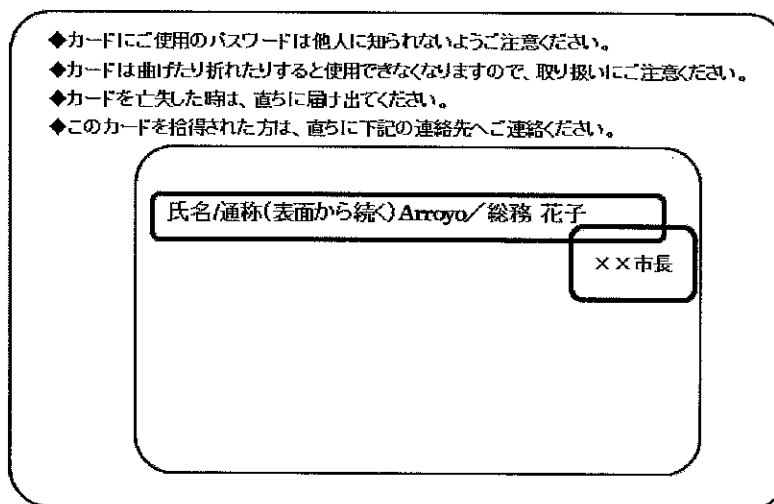 ◆カードにご使用のパスワードは他人に知られないようご注意ください。
◆カードは曲げたり折れたりすると使用できなくなりますので、取り扱いにご注意ください。
◆カードを亡失した時は、直ちに届け出てください。
◆このカードを拾得された方は、直ちに下記の連絡先へご連絡ください。
氏名/通称(表面から続く)Arroyo／総務 花子
××市長